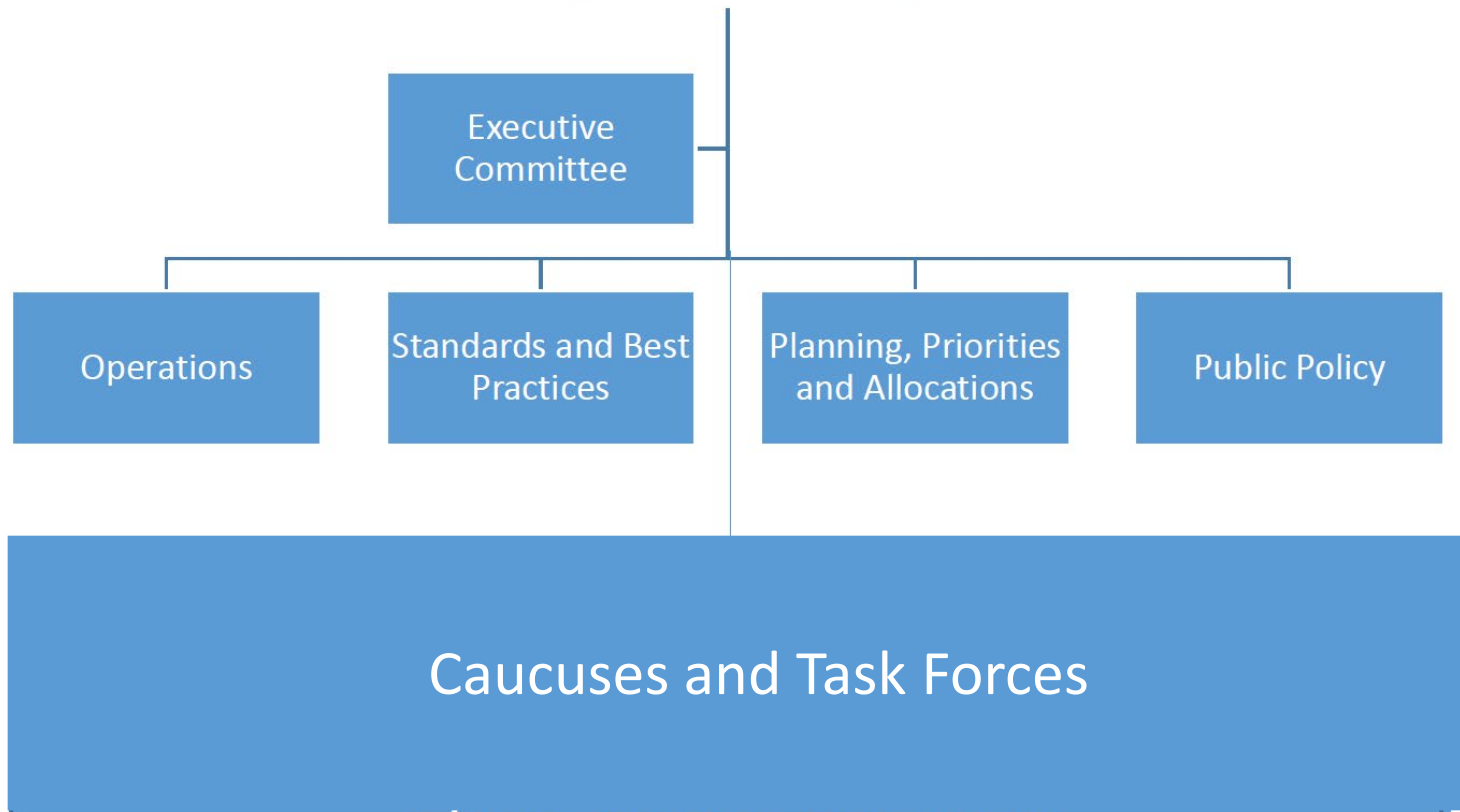 Executive
Committee
Operations
Standards and Best
Practices
Planning, Priorities
and Allocations
Public Policy
Caucuses and Task Forces